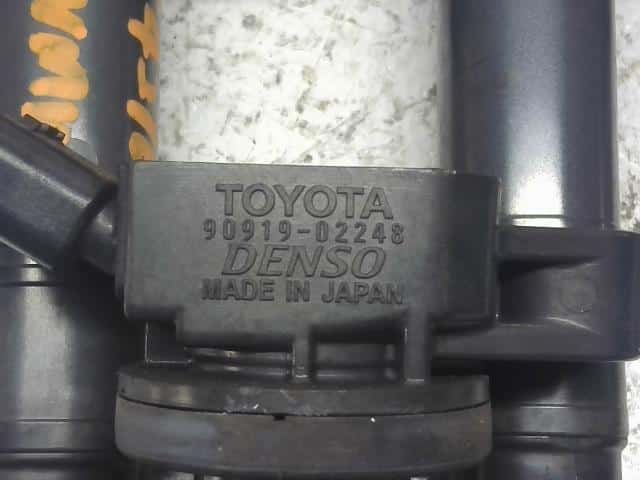 TOYOTA
90919-02248
DENSO
MADE IN JAPAN